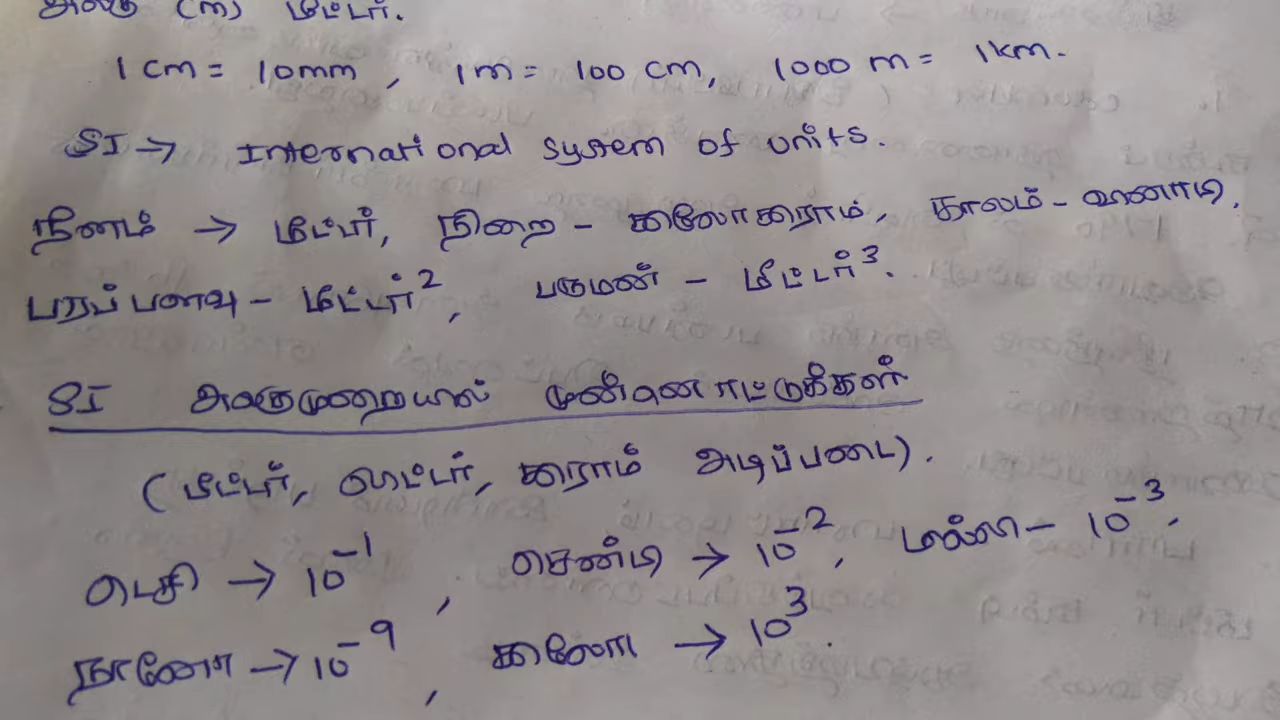 அலகு (m) மீட்டர்.
1 cm = 10mm, 1m = 100 cm, 1000 m = 1km.
SI → International system of units.
நீளம் → மீட்டர், நிறை - கிலோகிராம், காலம் - வினாடி,
பரப்பளவு - மீட்டர்², பருமன் - மீட்டர்³.
SI அலகுமுறையில் முன்னொட்டுகள்
(மீட்டர், லிட்டர், கிராம் அடிப்படை).
டெசி → 10⁻¹, சென்டி → 10⁻², மில்லி - 10⁻³.
நானோ → 10⁻⁹, கிலோ → 10³.